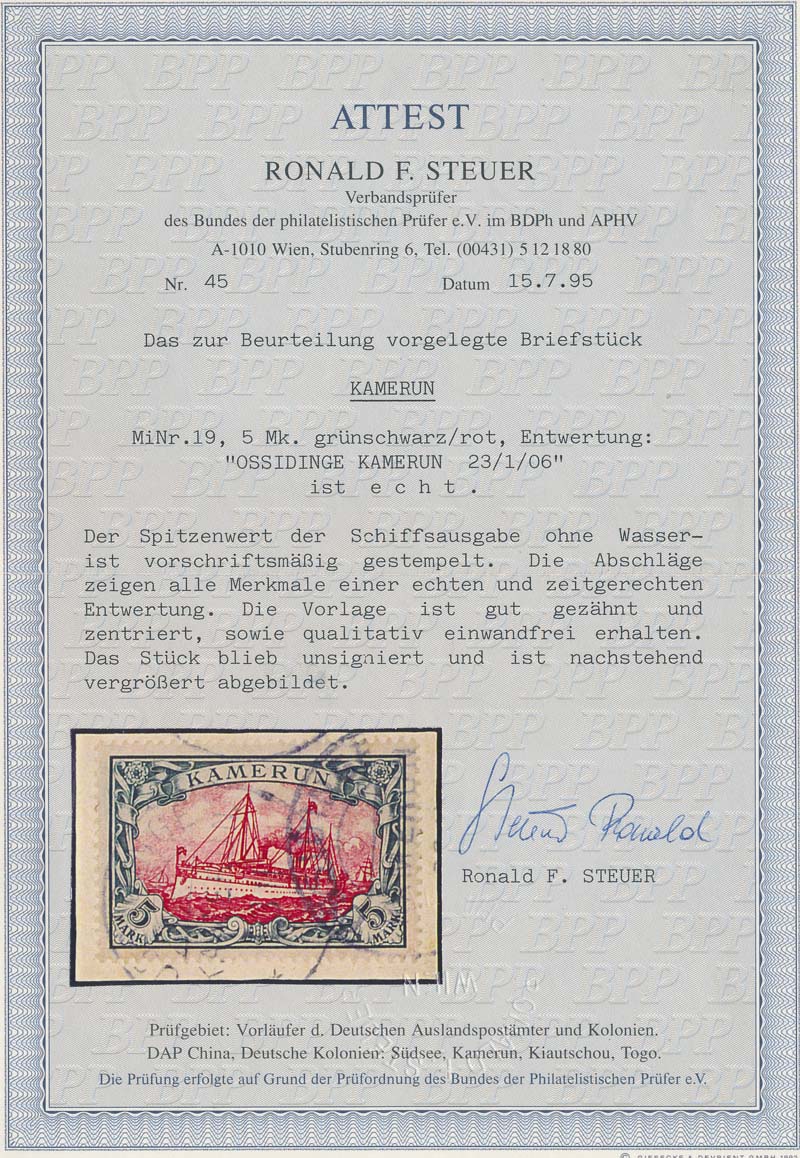 ATTEST
RONALD F. STEUER
Verbandsprüfer
des Bundes der philatelistischen Prüfer e.V. im BDPh und APHV
A-1010 Wien, Stubenring 6, Tel. (00431) 5 12 18 80
Nr. 45 Datum 15.7.95
Das zur Beurteilung vorgelegte Briefstück
KAMERUN
MiNr.19, 5 Mk. grünschwarz/rot, Entwertung:
"OSSIDINGE KAMERUN 23/1/06"
ist e c h t .
Der Spitzenwert der Schiffsausgabe ohne Wasser-
ist vorschriftsmäßig gestempelt. Die Abschläge
zeigen alle Merkmale einer echten und zeitgerechten
Entwertung. Die Vorlage ist gut gezähnt und
zentriert, sowie qualitativ einwandfrei erhalten.
Das Stück blieb unsigniert und ist nachstehend
vergrößert abgebildet.
KAMERUN
5 MARK 5 MARK
Steuer Ronald
Ronald F. STEUER
Prüfgebiet: Vorläufer d. Deutschen Auslandspostämter und Kolonien.
DAP China, Deutsche Kolonien: Südsee, Kamerun, Kiautschou, Togo.
Die Prüfung erfolgte auf Grund der Prüfordnung des Bundes der Philatelistischen Prüfer e.V.